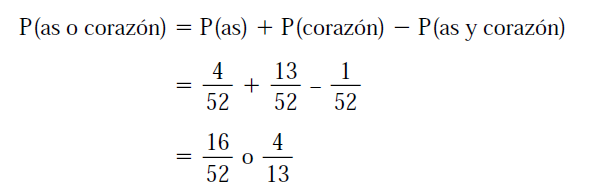 P(as o corazón) = P(as) + P(corazón) − P(as y corazón)
= 4/52 + 13/52 − 1/52
= 16/52 o 4/13